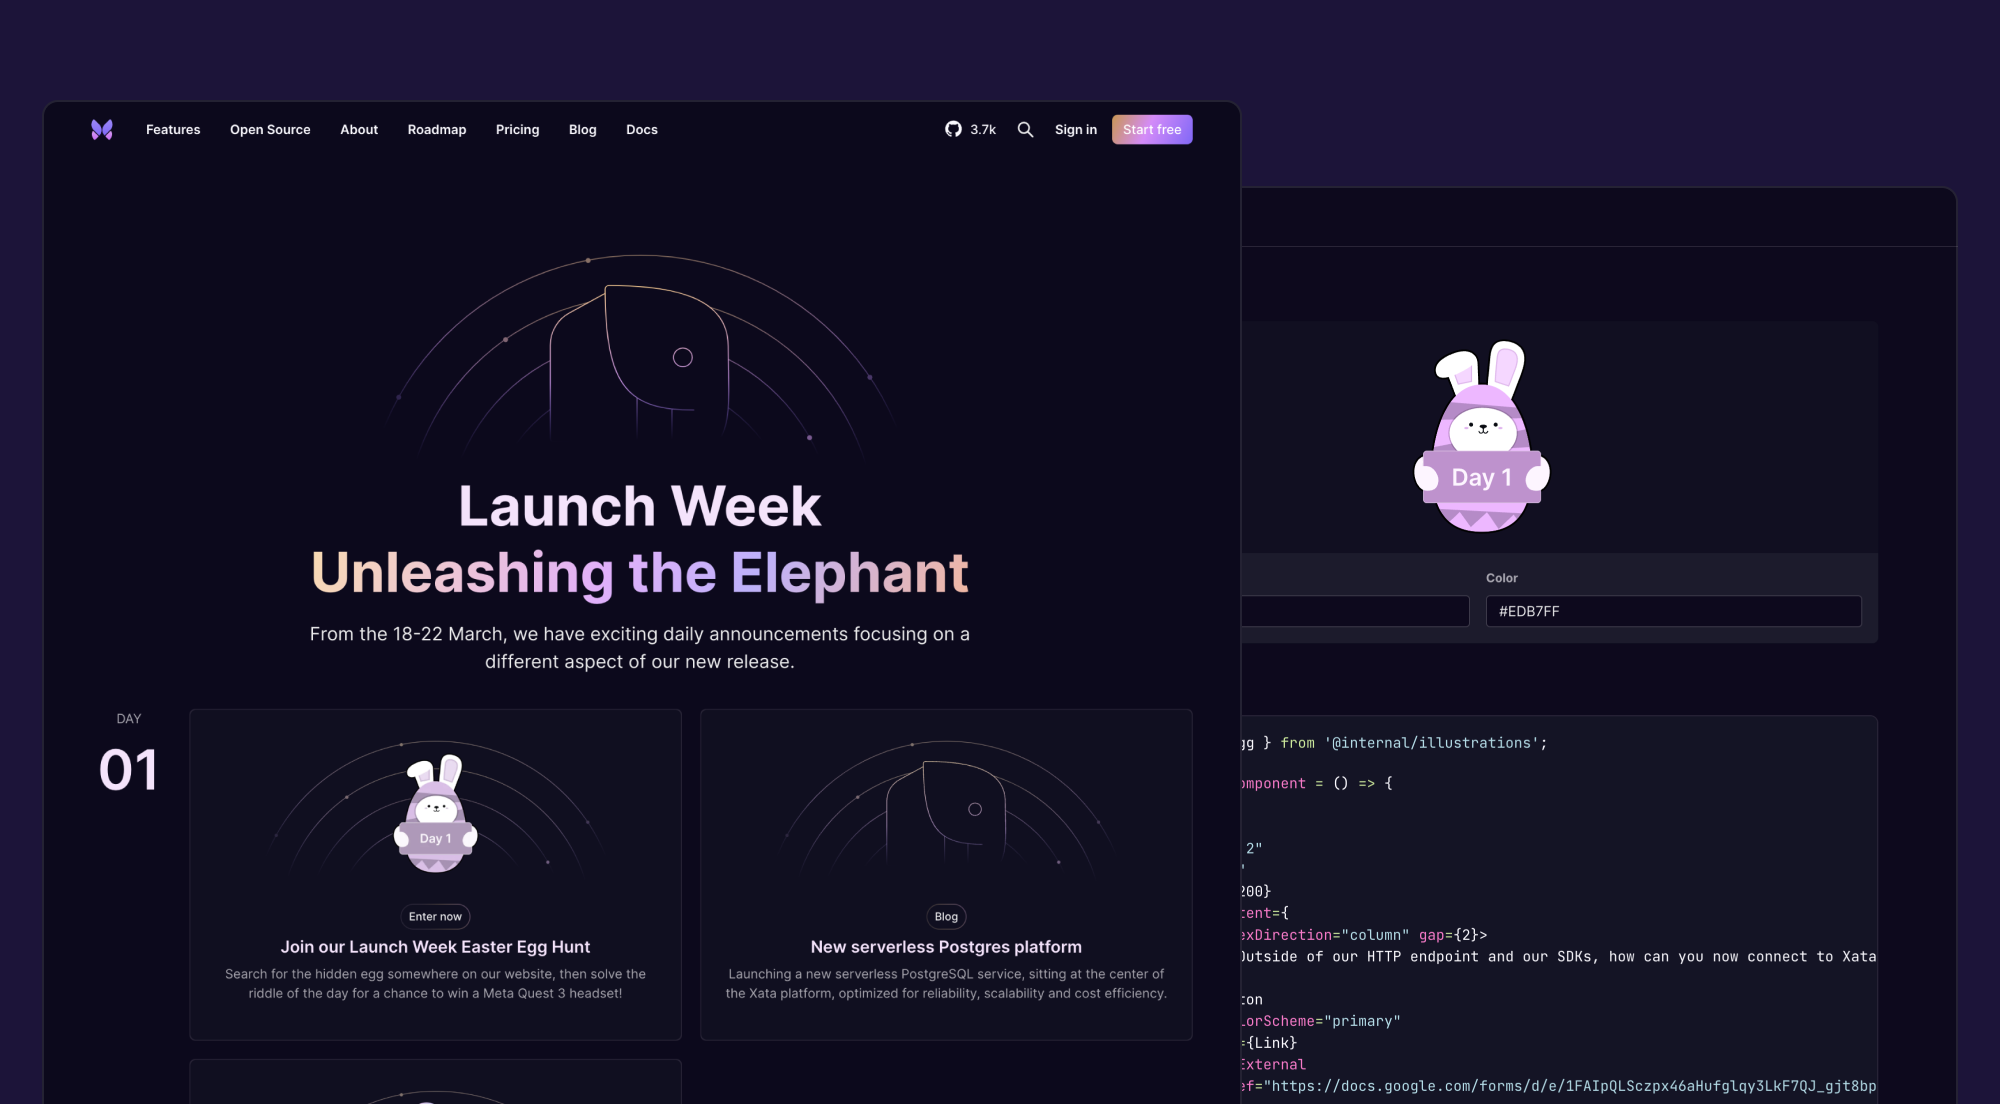 Features Open Source About Roadmap Pricing Blog Docs 3.7k Sign in Start free
Launch Week
Unleashing the Elephant
From the 18-22 March, we have exciting daily announcements focusing on a
different aspect of our new release.
DAY
01
Day 1
Enter now
Join our Launch Week Easter Egg Hunt
Search for the hidden egg somewhere on our website, then solve the
riddle of the day for a chance to win a Meta Quest 3 headset!
Blog
New serverless Postgres platform
Launching a new serverless PostgreSQL service, sitting at the center of
the Xata platform, optimized for reliability, scalability and cost efficiency.
Day 1
Color
#EDB7FF
gg } from '@internal/illustrations';
omponent = () => {
2"
"
200}
tent={
exDirection="column" gap={2}>
Outside of our HTTP endpoint and our SDKs, how can you now connect to Xata
ton
lorScheme="primary"
={Link}
External
ef="https://docs.google.com/forms/d/e/1FAIpQLSczpx46aHufglqy3LkF7QJ_gjt8bp